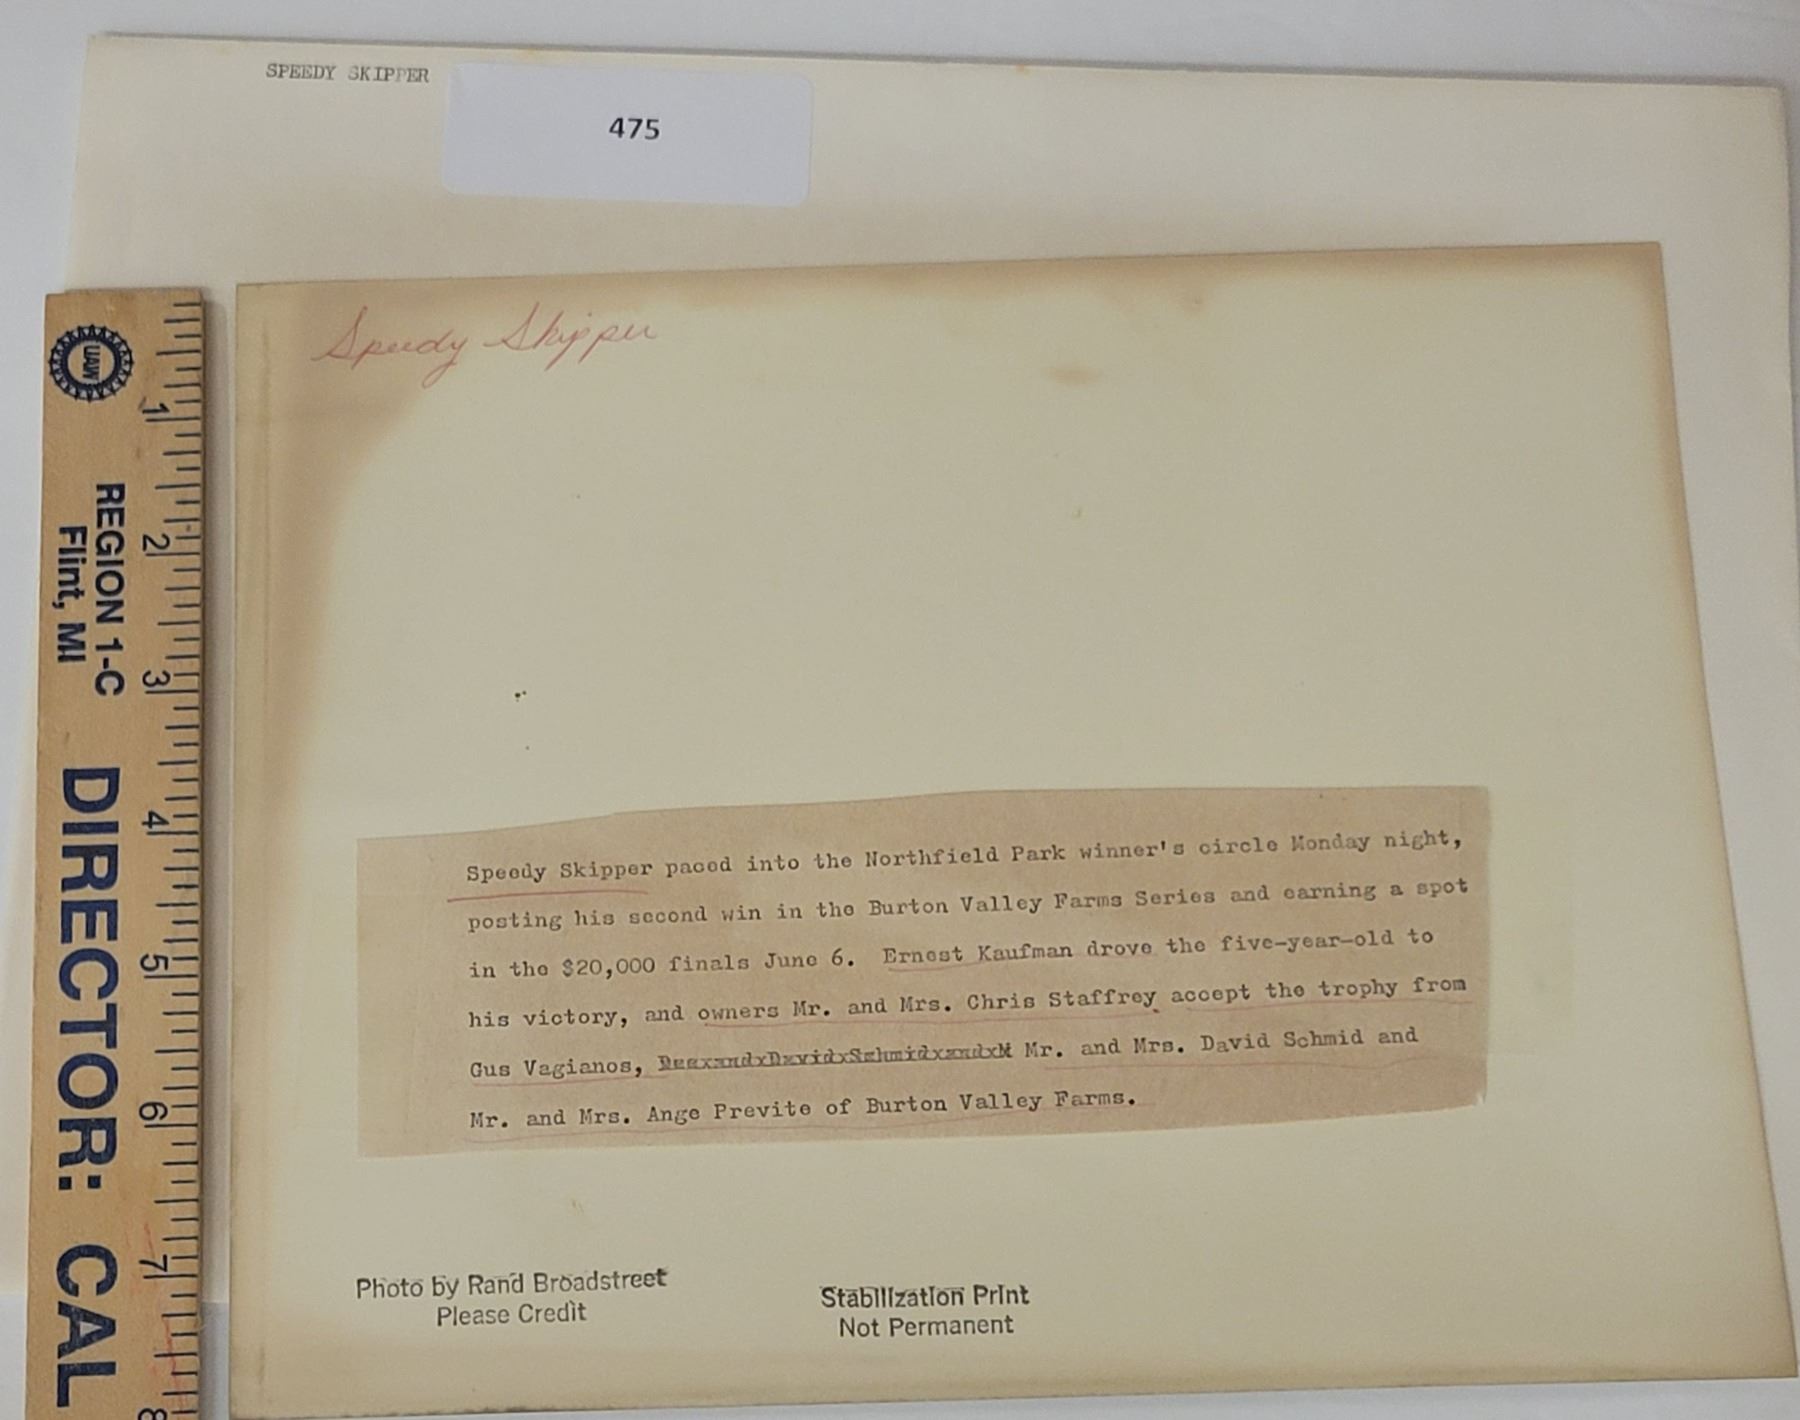 SPEEDY SKIPPER
475
Speedy Skipper
Speedy Skipper paced into the Northfield Park winner's circle Monday night,
posting his second win in the Burton Valley Farms Series and earning a spot
in the $20,000 finals June 6. Ernest Kaufman drove the five-year-old to
his victory, and owners Mr. and Mrs. Chris Staffrey accept the trophy from
Gus Vagianos, Mr. and Mrs. David Schmid and
Mr. and Mrs. Ange Previte of Burton Valley Farms.
Photo by Rand Broadstreet
Please Credit
Stabilization Print
Not Permanent
UAW
REGION 1-C
Flint, MI
DIRECTOR: CAL
1
2
3
4
5
6
7
8